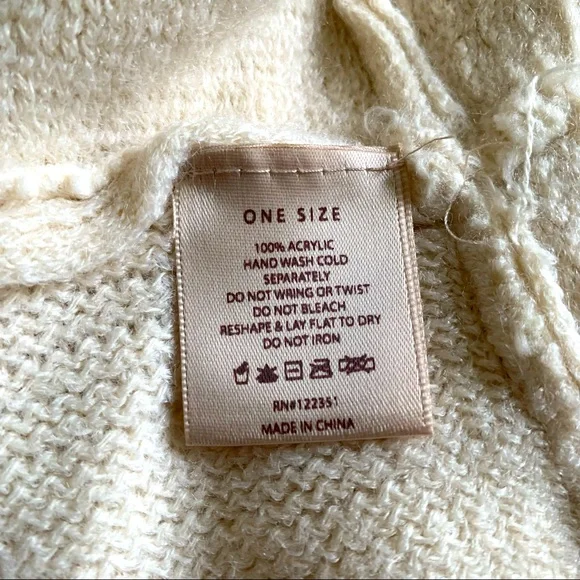 ONE SIZE
100% ACRYLIC
HAND WASH COLD
SEPARATELY
DO NOT WRING OR TWIST
DO NOT BLEACH
RESHAPE & LAY FLAT TO DRY
DO NOT IRON
RN#122351
MADE IN CHINA